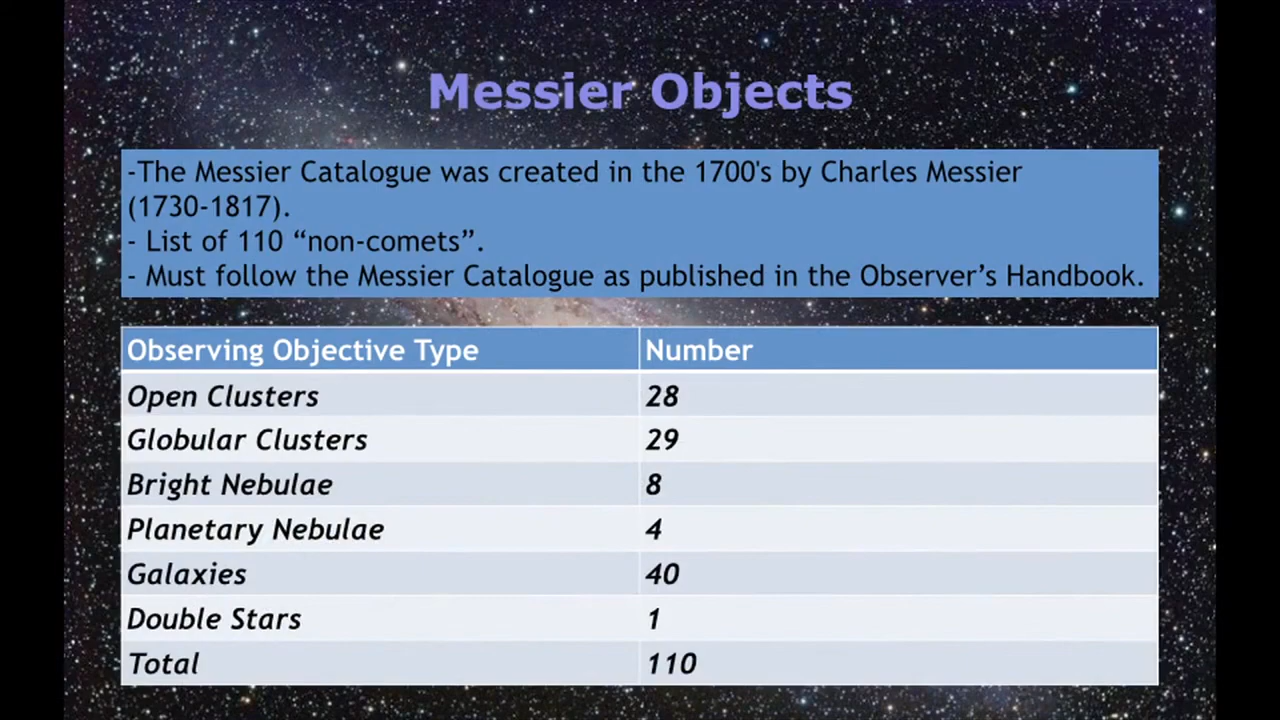 Messier Objects
-The Messier Catalogue was created in the 1700's by Charles Messier
(1730-1817).
- List of 110 “non-comets”.
- Must follow the Messier Catalogue as published in the Observer’s Handbook.
Observing Objective Type Number
Open Clusters 28
Globular Clusters 29
Bright Nebulae 8
Planetary Nebulae 4
Galaxies 40
Double Stars 1
Total 110